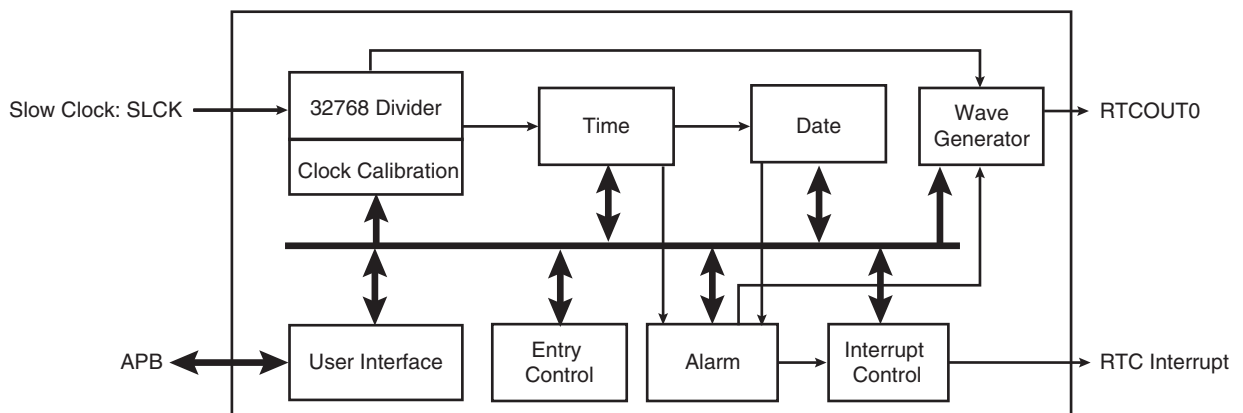 Slow Clock: SLCK
32768 Divider
Clock Calibration
Time
Date
Wave
Generator
RTCOUT0
APB
User Interface
Entry
Control
Alarm
Interrupt
Control
RTC Interrupt